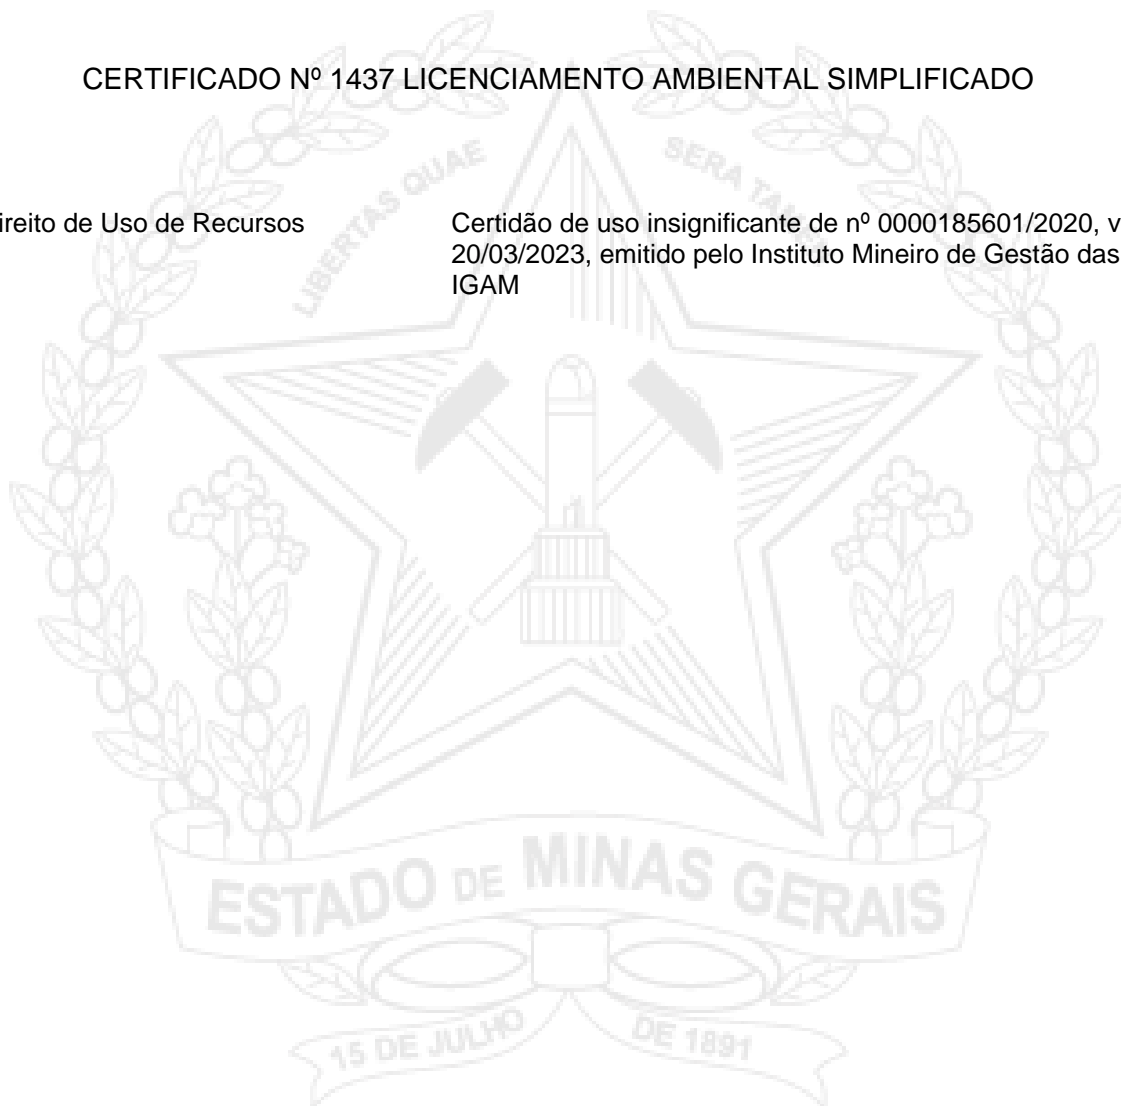 CERTIFICADO Nº 1437 LICENCIAMENTO AMBIENTAL SIMPLIFICADO
ireito de Uso de Recursos
Certidão de uso insignificante de nº 0000185601/2020, v
20/03/2023, emitido pelo Instituto Mineiro de Gestão das
IGAM
LIBERTAS QUAE SERA TAMEN
ESTADO DE MINAS GERAIS
15 DE JULHO DE 1891